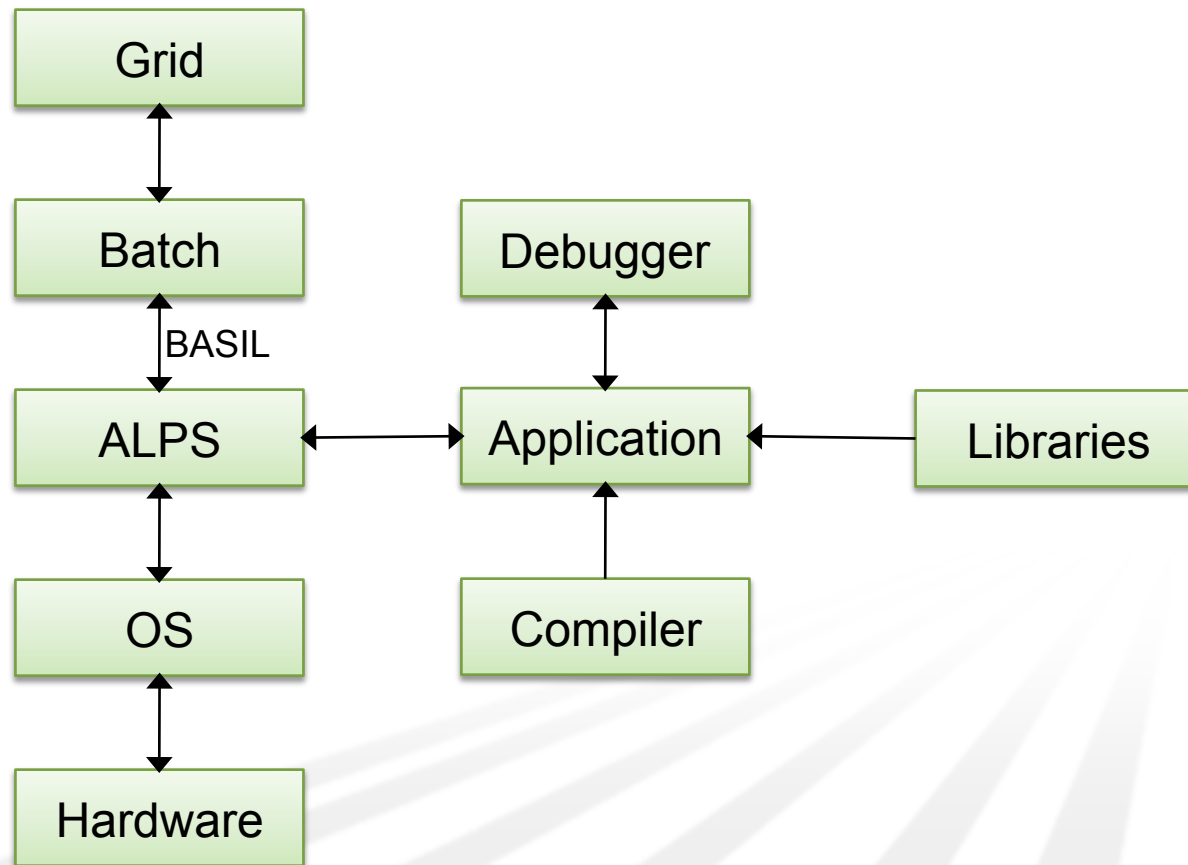 Grid
Batch
Debugger
BASIL
ALPS
Application
Libraries
OS
Compiler
Hardware